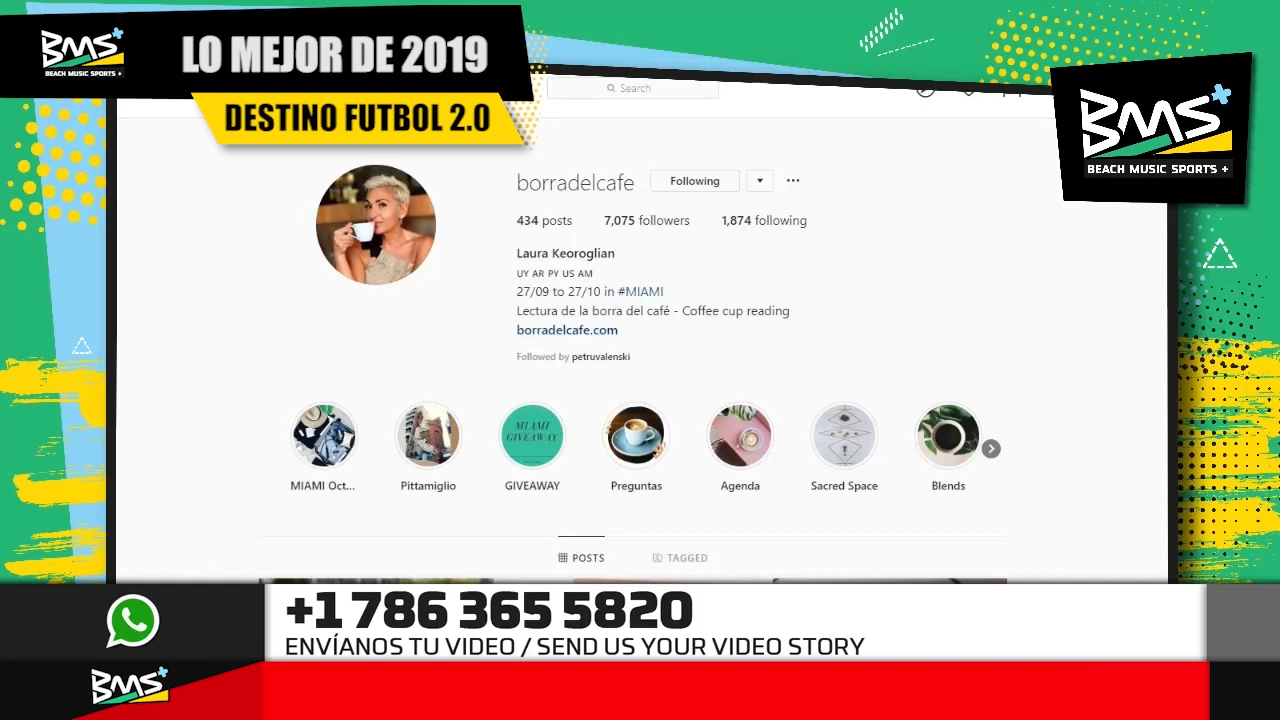 BMS+
BEACH MUSIC SPORTS +
LO MEJOR DE 2019
DESTINO FUTBOL 2.0
Search
BMS+
BEACH MUSIC SPORTS +
borradelcafe
Following
434 posts
7,075 followers
1,874 following
Laura Keoroglian
UY AR PY US AM
27/09 to 27/10 in #MIAMI
Lectura de la borra del café - Coffee cup reading
borradelcafe.com
Followed by petruvalenski
MIAMI GIVEAWAY
MIAMI Oct...
Pittamiglio
GIVEAWAY
Preguntas
Agenda
Sacred Space
Blends
POSTS
TAGGED
+1 786 365 5820
ENVÍANOS TU VIDEO / SEND US YOUR VIDEO STORY
BMS+